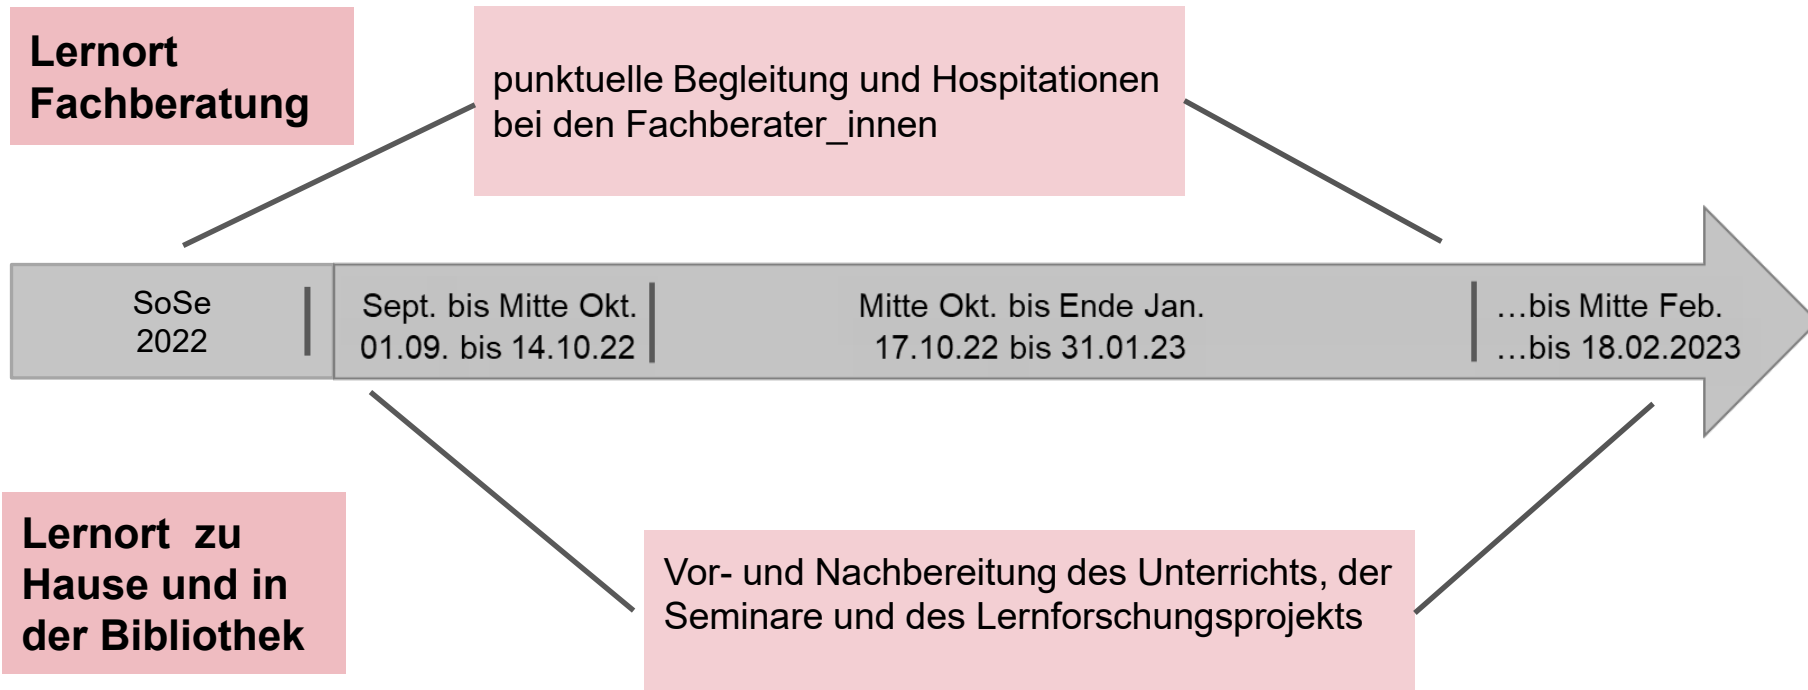 Lernort
Fachberatung
punktuelle Begleitung und Hospitationen
bei den Fachberater_innen
SoSe
2022
Sept. bis Mitte Okt.
01.09. bis 14.10.22
Mitte Okt. bis Ende Jan.
17.10.22 bis 31.01.23
…bis Mitte Feb.
…bis 18.02.2023
Lernort zu
Hause und in
der Bibliothek
Vor- und Nachbereitung des Unterrichts, der
Seminare und des Lernforschungsprojekts